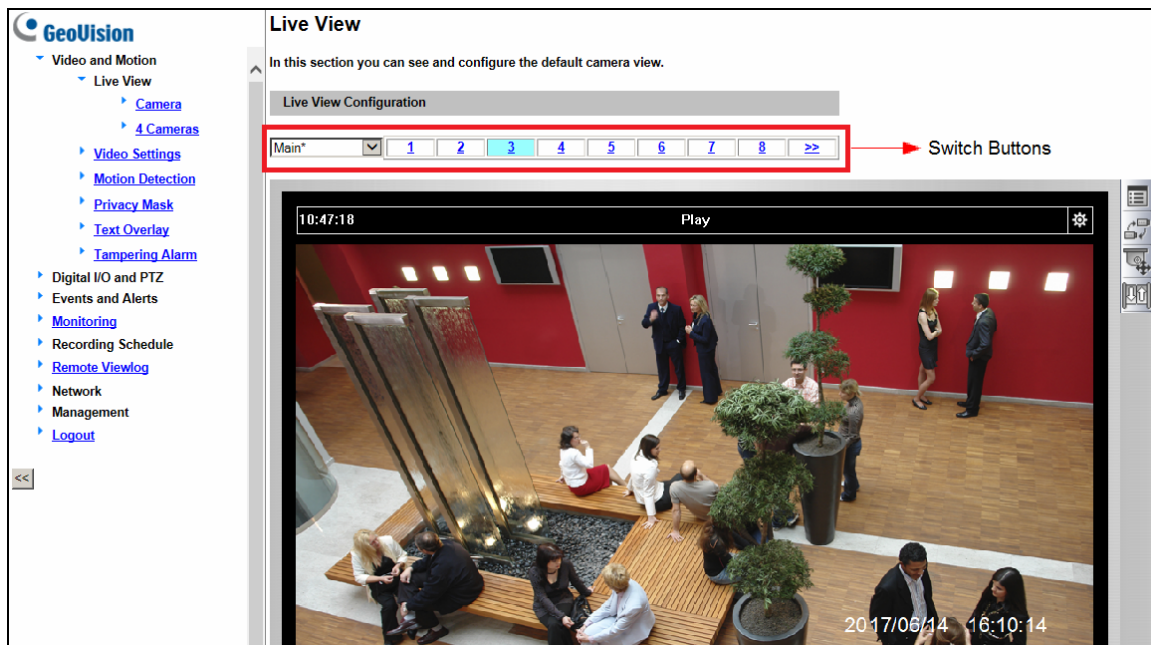 GeoVision
Video and Motion
Live View
Camera
4 Cameras
Video Settings
Motion Detection
Privacy Mask
Text Overlay
Tampering Alarm
Digital I/O and PTZ
Events and Alerts
Monitoring
Recording Schedule
Remote Viewlog
Network
Management
Logout
<<
Live View
In this section you can see and configure the default camera view.
Live View Configuration
Main* 1 2 3 4 5 6 7 8 >>
Switch Buttons
10:47:18 Play
2017/06/14 16:10:14